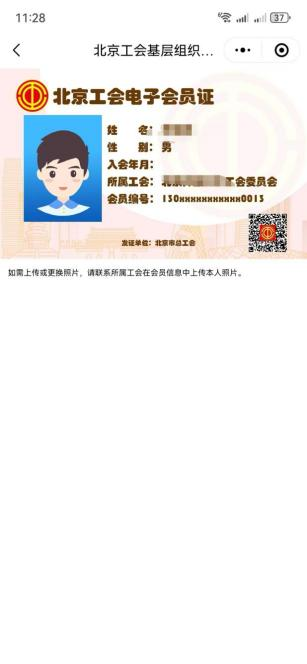 11:28
37
北京工会基层组织...
北京工会电子会员证
姓 名:
性 别: 男
入会年月:
所属工会: 工会委员会
会员编号: 130xxxxxxxxxxx0013
发证单位: 北京市总工会
如需上传或更换照片，请联系所属工会在会员信息中上传本人照片。